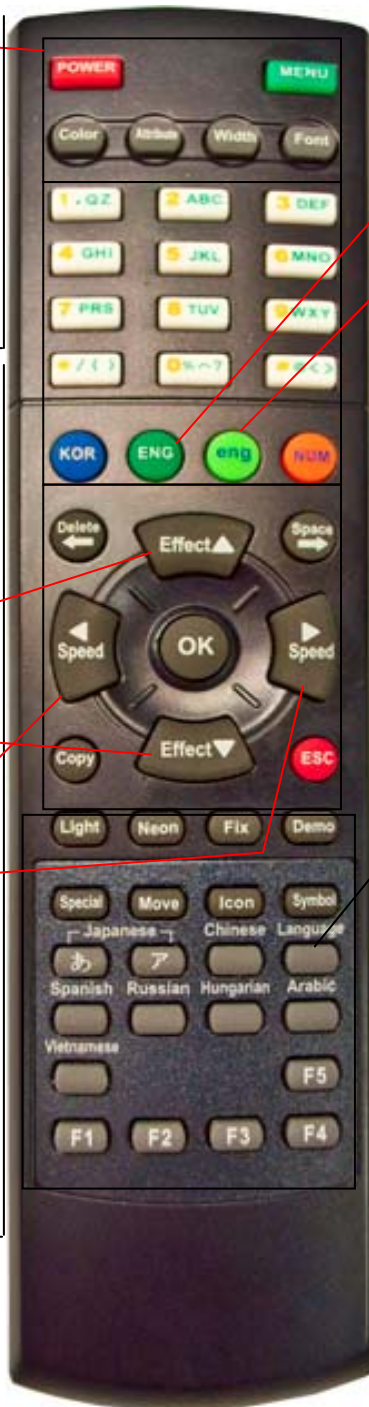 POWER MENU
Color Attribute Width Font
1 .QZ 2 ABC 3 DEF
4 GHI 5 JKL 6 MNO
7 PRS 8 TUV 9 WXY
* / ( ) 0 % ^ ? # @ < >
KOR ENG eng NUM
Delete Effect▲ Space
◀ Speed OK ▶ Speed
Copy Effect▼ ESC
Light Neon Fix Demo
Special Move Icon Symbol
Japanese Chinese Language
あ ア
Spanish Russian Hungarian Arabic
Vietnamese
F5
F1 F2 F3 F4